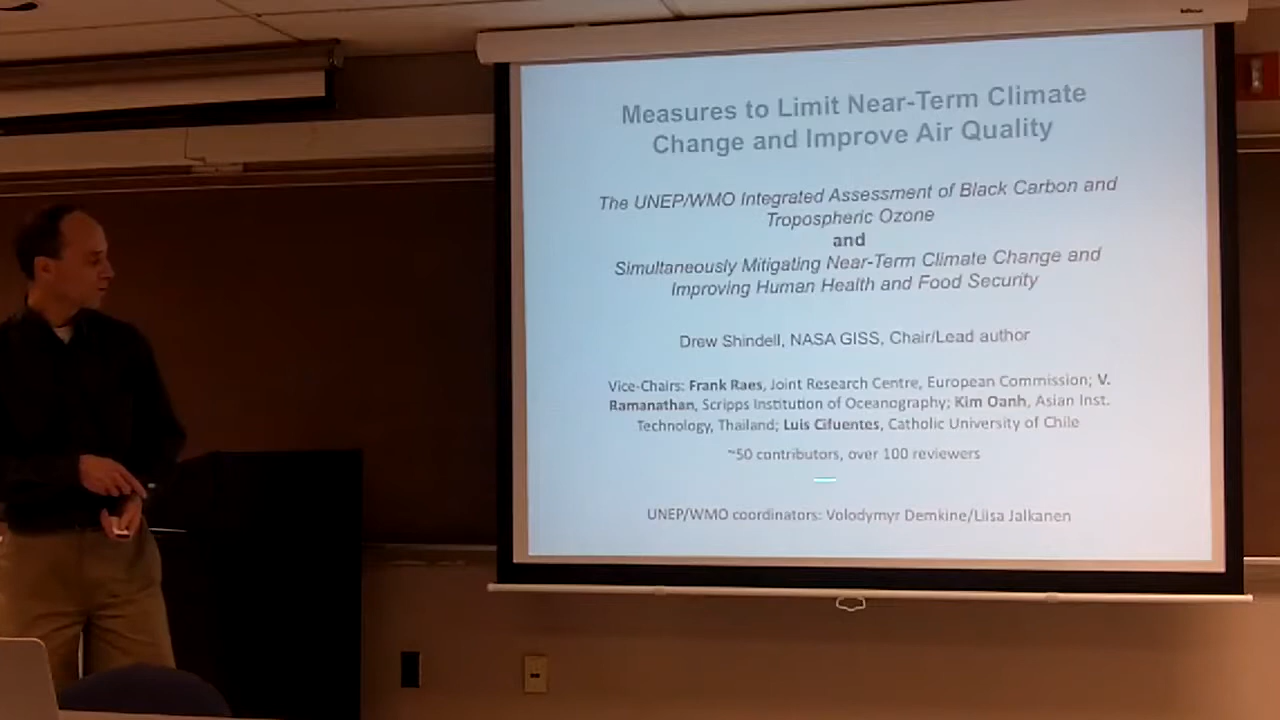 Measures to Limit Near-Term Climate
Change and Improve Air Quality
The UNEP/WMO Integrated Assessment of Black Carbon and
Tropospheric Ozone
and
Simultaneously Mitigating Near-Term Climate Change and
Improving Human Health and Food Security
Drew Shindell, NASA GISS, Chair/Lead author
Vice-Chairs: Frank Raes, Joint Research Centre, European Commission; V.
Ramanathan, Scripps Institution of Oceanography; Kim Oanh, Asian Inst.
Technology, Thailand; Luis Cifuentes, Catholic University of Chile
~50 contributors, over 100 reviewers
UNEP/WMO coordinators: Volodymyr Demkine/Liisa Jalkanen